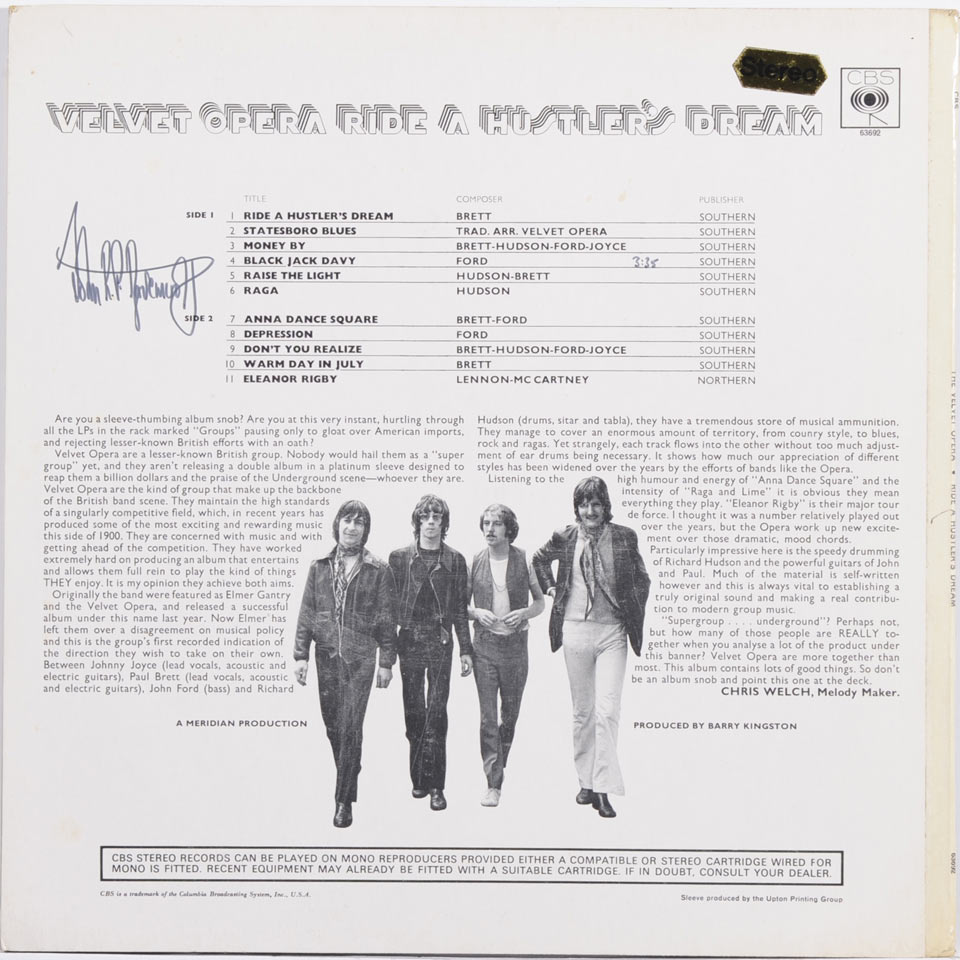 Stereo
CBS
63692
VELVET OPERA RIDE A HUSTLER'S DREAM
TITLE COMPOSER PUBLISHER
SIDE 1 1 RIDE A HUSTLER'S DREAM BRETT SOUTHERN
2 STATESBORO BLUES TRAD. ARR. VELVET OPERA SOUTHERN
3 MONEY BY BRETT-HUDSON-FORD-JOYCE SOUTHERN
4 BLACK JACK DAVY FORD 3:35 SOUTHERN
5 RAISE THE LIGHT HUDSON-BRETT SOUTHERN
6 RAGA HUDSON SOUTHERN
SIDE 2 7 ANNA DANCE SQUARE BRETT-FORD SOUTHERN
8 DEPRESSION FORD SOUTHERN
9 DON'T YOU REALIZE BRETT-HUDSON-FORD-JOYCE SOUTHERN
10 WARM DAY IN JULY BRETT SOUTHERN
11 ELEANOR RIGBY LENNON-MC CARTNEY NORTHERN
John R.P.
Are you a sleeve-thumbing album snob? Are you at this very instant, hurtling through
all the LPs in the rack marked "Groups" pausing only to gloat over American imports,
and rejecting lesser-known British efforts with an oath?
Velvet Opera are a lesser-known British group. Nobody would hail them as a "super
group" yet, and they aren't releasing a double album in a platinum sleeve designed to
reap them a billion dollars and the praise of the Underground scene—whoever they are.
Velvet Opera are the kind of group that make up the backbone
of the British band scene. They maintain the high standards
of a singularly competitive field, which, in recent years has
produced some of the most exciting and rewarding music
this side of 1900. They are concerned with music and with
getting ahead of the competition. They have worked
extremely hard on producing an album that entertains
and allows them full rein to play the kind of things
THEY enjoy. It is my opinion they achieve both aims.
Originally the band were featured as Elmer Gantry
and the Velvet Opera, and released a successful
album under this name last year. Now Elmer has
left them over a disagreement on musical policy
and this is the group's first recorded indication of
the direction they wish to take on their own.
Between Johnny Joyce (lead vocals, acoustic and
electric guitars), Paul Brett (lead vocals, acoustic
and electric guitars), John Ford (bass) and Richard
Hudson (drums, sitar and tabla), they have a tremendous store of musical ammunition.
They manage to cover an enormous amount of territory, from counry style, to blues,
rock and ragas. Yet strangely, each track flows into the other without too much adjust-
ment of ear drums being necessary. It shows how much our appreciation of different
styles has been widened over the years by the efforts of bands like the Opera.
Listening to the high humour and energy of "Anna Dance Square" and the
intensity of "Raga and Lime" it is obvious they mean
everything they play. "Eleanor Rigby" is their major tour
de force. I thought it was a number relatively played out
over the years, but the Opera work up new excite-
ment over those dramatic, mood chords.
Particularly impressive here is the speedy drumming
of Richard Hudson and the powerful guitars of John
and Paul. Much of the material is self-written
however and this is always vital to establishing a
truly original sound and making a real contribu-
tion to modern group music.
"Supergroup . . . . underground"? Perhaps not,
but how many of those people are REALLY to-
gether when you analyse a lot of the product under
this banner? Velvet Opera are more together than
most. This album contains lots of good things. So don't
be an album snob and point this one at the deck.
CHRIS WELCH, Melody Maker.
A MERIDIAN PRODUCTION
PRODUCED BY BARRY KINGSTON
CBS STEREO RECORDS CAN BE PLAYED ON MONO REPRODUCERS PROVIDED EITHER A COMPATIBLE OR STEREO CARTRIDGE WIRED FOR
MONO IS FITTED. RECENT EQUIPMENT MAY ALREADY BE FITTED WITH A SUITABLE CARTRIDGE. IF IN DOUBT, CONSULT YOUR DEALER.
CBS is a trademark of the Columbia Broadcasting System, Inc., U.S.A.
Sleeve produced by the Upton Printing Group
CBS
THE VELVET OPERA • RIDE A HUSTLER'S DREAM
63692